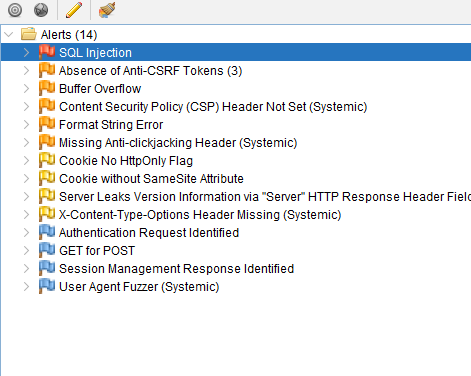 Alerts (14)
SQL Injection
Absence of Anti-CSRF Tokens (3)
Buffer Overflow
Content Security Policy (CSP) Header Not Set (Systemic)
Format String Error
Missing Anti-clickjacking Header (Systemic)
Cookie No HttpOnly Flag
Cookie without SameSite Attribute
Server Leaks Version Information via "Server" HTTP Response Header Field
X-Content-Type-Options Header Missing (Systemic)
Authentication Request Identified
GET for POST
Session Management Response Identified
User Agent Fuzzer (Systemic)